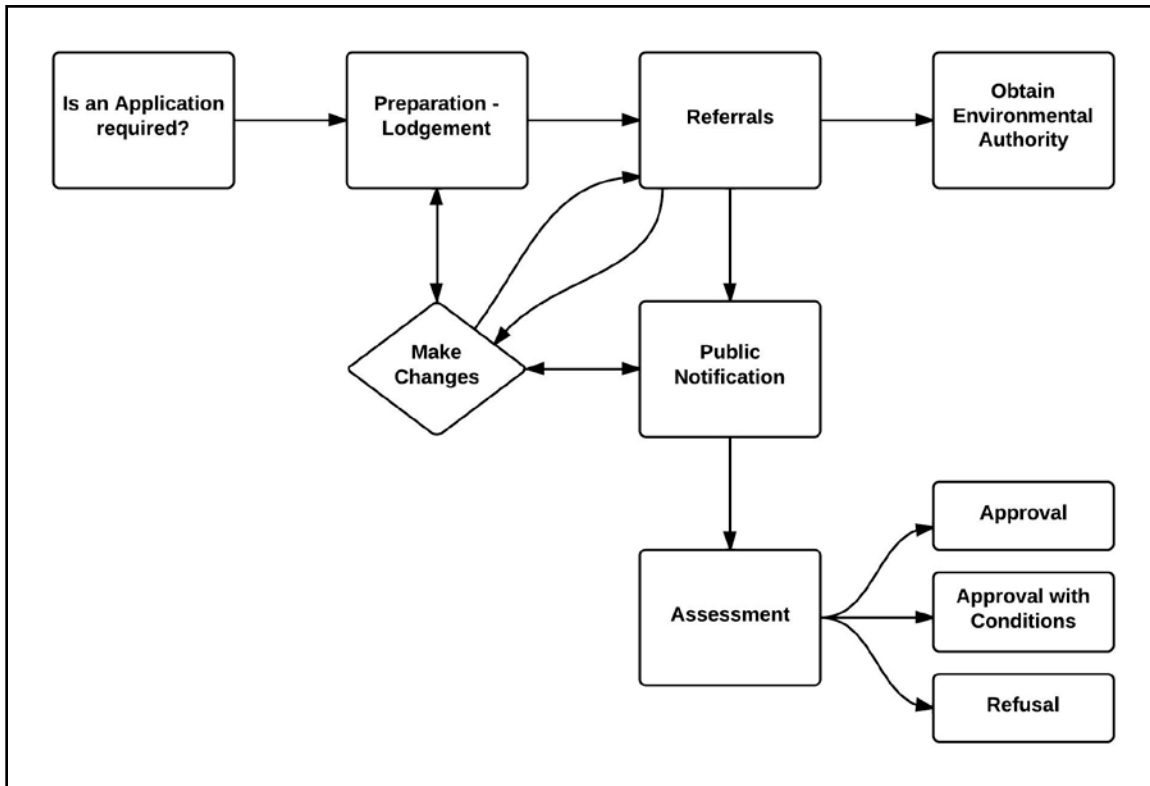 Is an Application
required?
Preparation -
Lodgement
Referrals
Obtain
Environmental
Authority
Make
Changes
Public
Notification
Assessment
Approval
Approval with
Conditions
Refusal